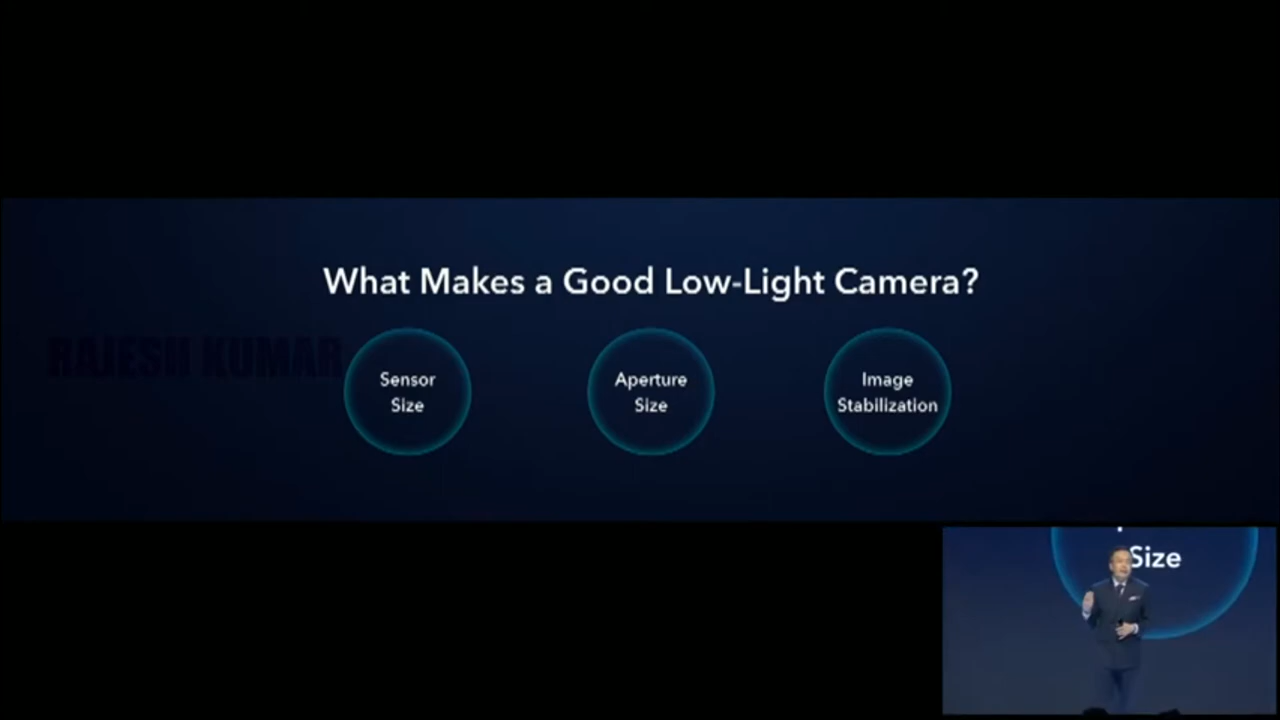 What Makes a Good Low-Light Camera?
RAJESH KUMAR
Sensor
Size
Aperture
Size
Image
Stabilization
Size